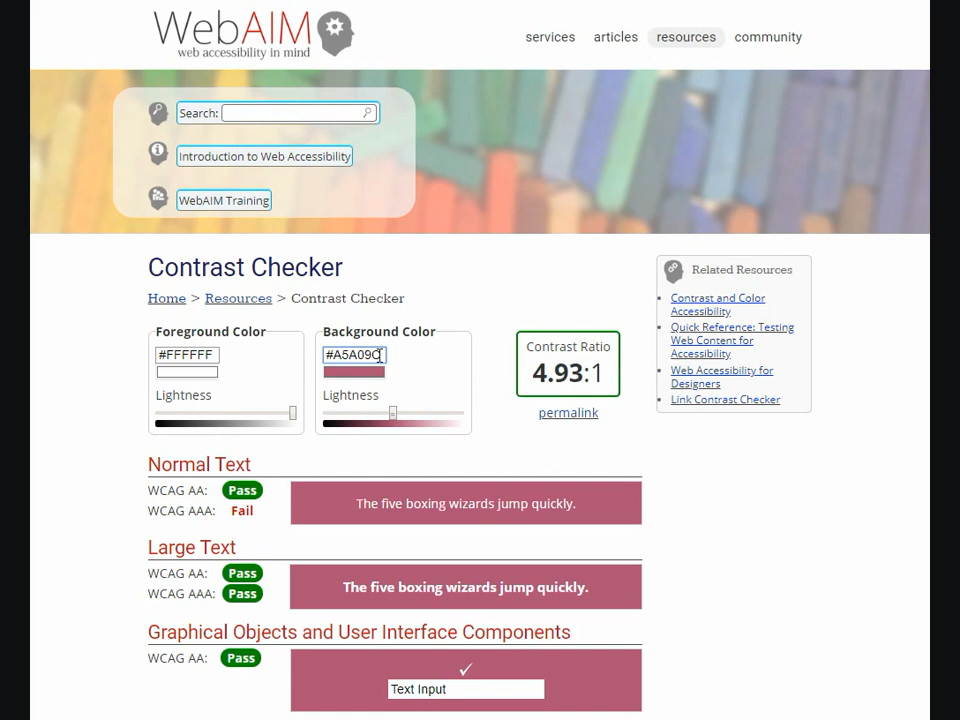 WebAIM
web accessibility in mind
services articles resources community
Search:
Introduction to Web Accessibility
WebAIM Training
Contrast Checker
Home > Resources > Contrast Checker
Foreground Color
#FFFFFF
Lightness
Background Color
#A5A09C
Lightness
Contrast Ratio
4.93:1
permalink
Related Resources
Contrast and Color
Accessibility
Quick Reference: Testing
Web Content for
Accessibility
Web Accessibility for
Designers
Link Contrast Checker
Normal Text
WCAG AA: Pass
WCAG AAA: Fail
The five boxing wizards jump quickly.
Large Text
WCAG AA: Pass
WCAG AAA: Pass
The five boxing wizards jump quickly.
Graphical Objects and User Interface Components
WCAG AA: Pass
✓
Text Input